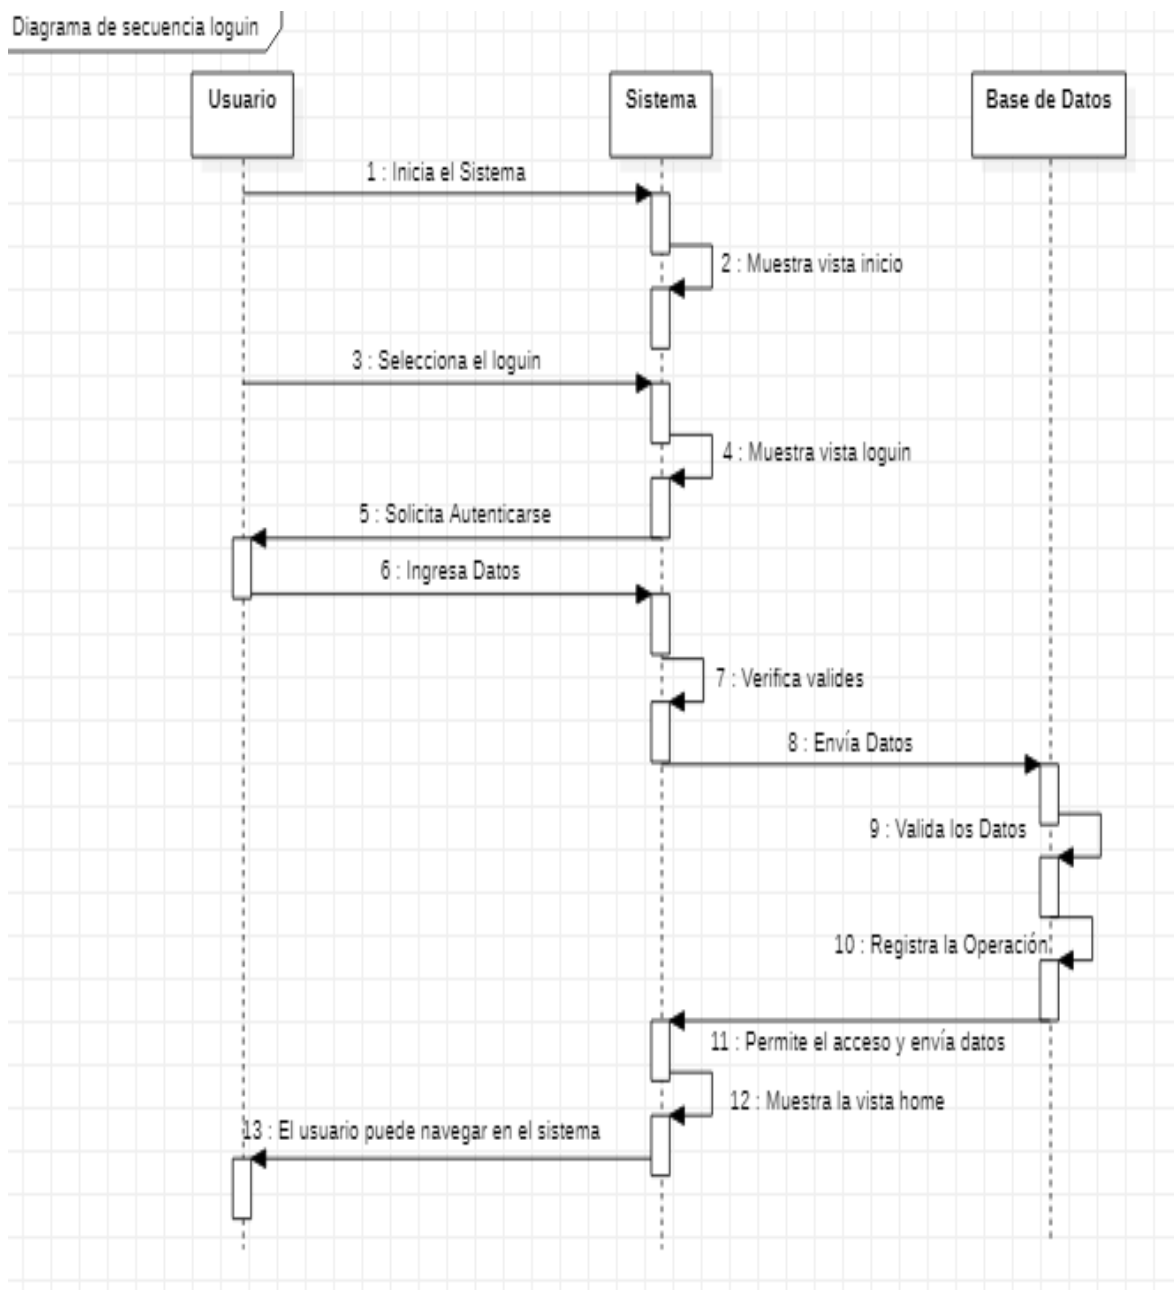 Diagrama de secuencia loguin
Usuario
Sistema
Base de Datos
1 : Inicia el Sistema
2 : Muestra vista inicio
3 : Selecciona el loguin
4 : Muestra vista loguin
5 : Solicita Autenticarse
6 : Ingresa Datos
7 : Verifica valides
8 : Envía Datos
9 : Valida los Datos
10 : Registra la Operación
11 : Permite el acceso y envía datos
12 : Muestra la vista home
13 : El usuario puede navegar en el sistema